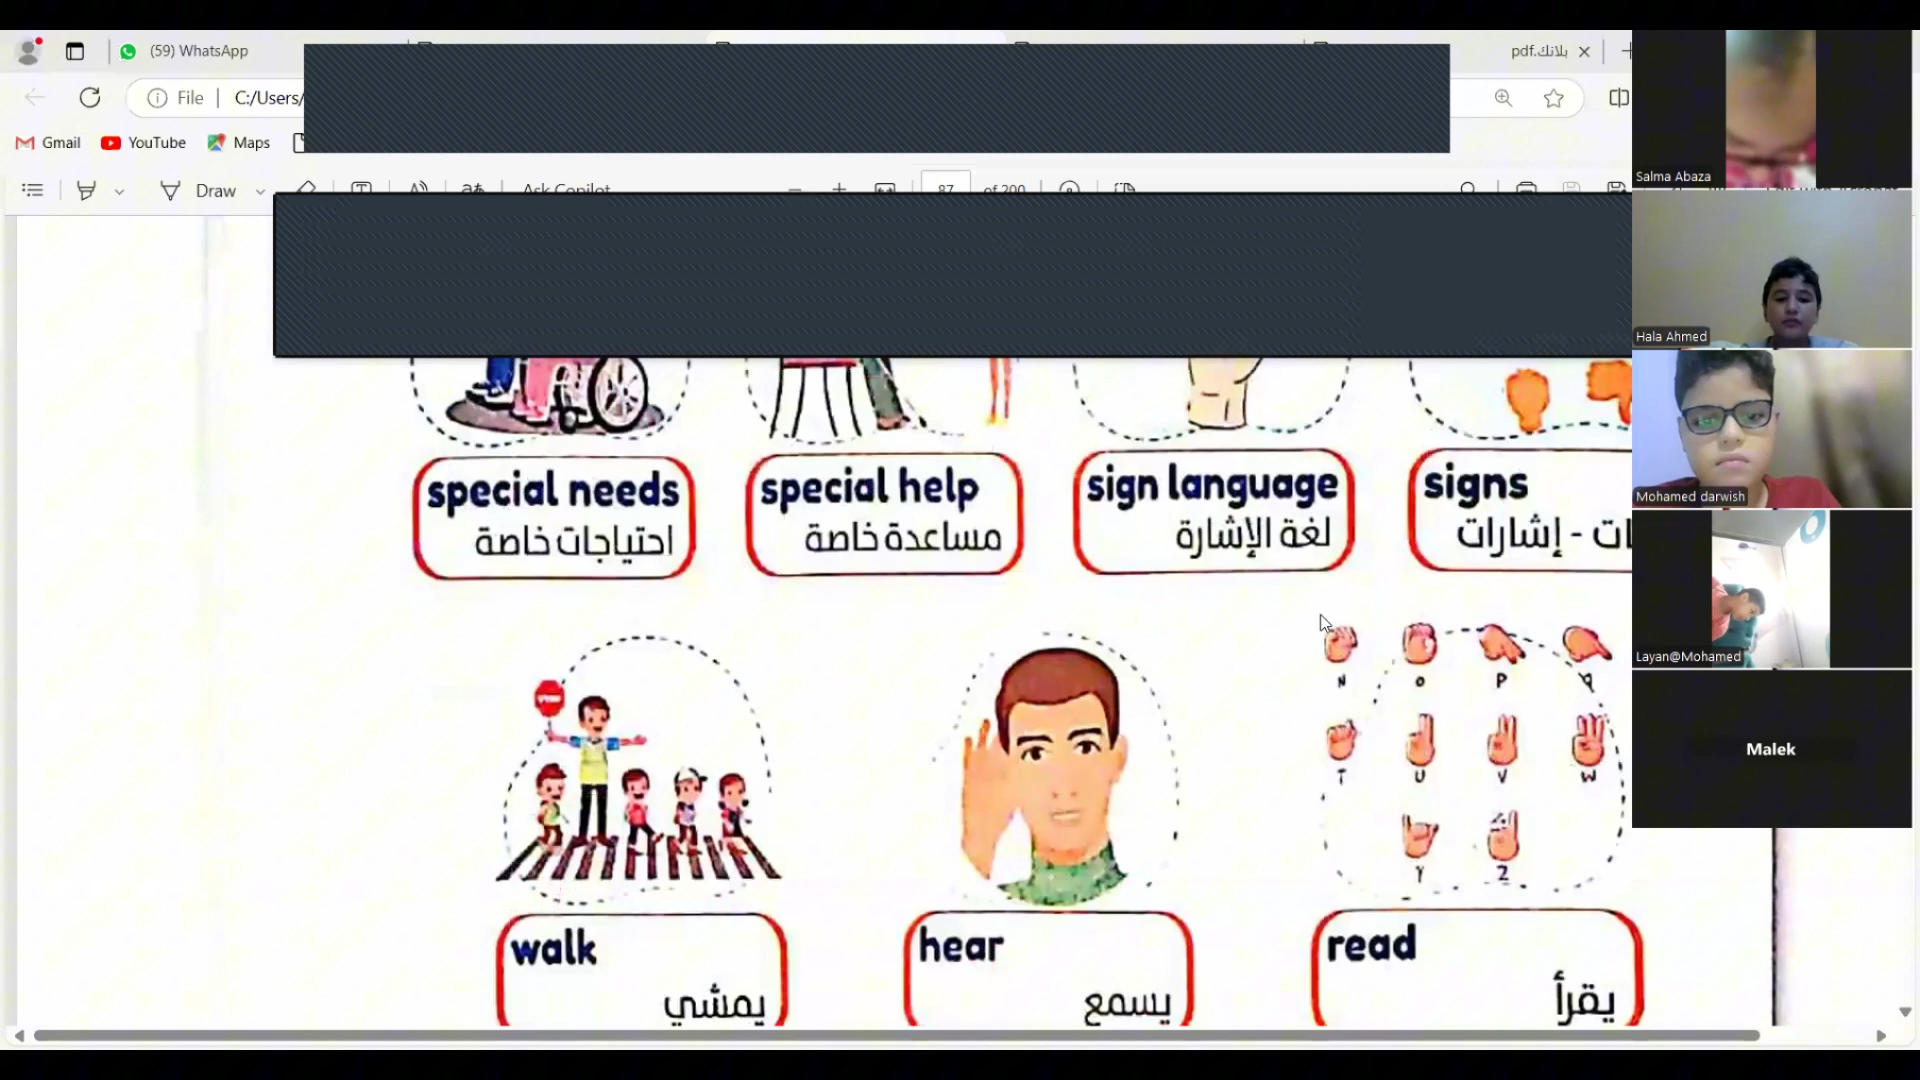 (59) WhatsApp
بلانك.pdf
File
C:/Users/
Gmail
YouTube
Maps
Draw
Ask Copilot
87
of 200
Salma Abaza
Hala Ahmed
Mohamed darwish
Layan@Mohamed
Malek
special needs
احتياجات خاصة
special help
مساعدة خاصة
sign language
لغة الإشارة
signs
إشارات -
STOP
N O P Q
T U V W
Y Z
walk
يمشي
hear
يسمع
read
يقرأ